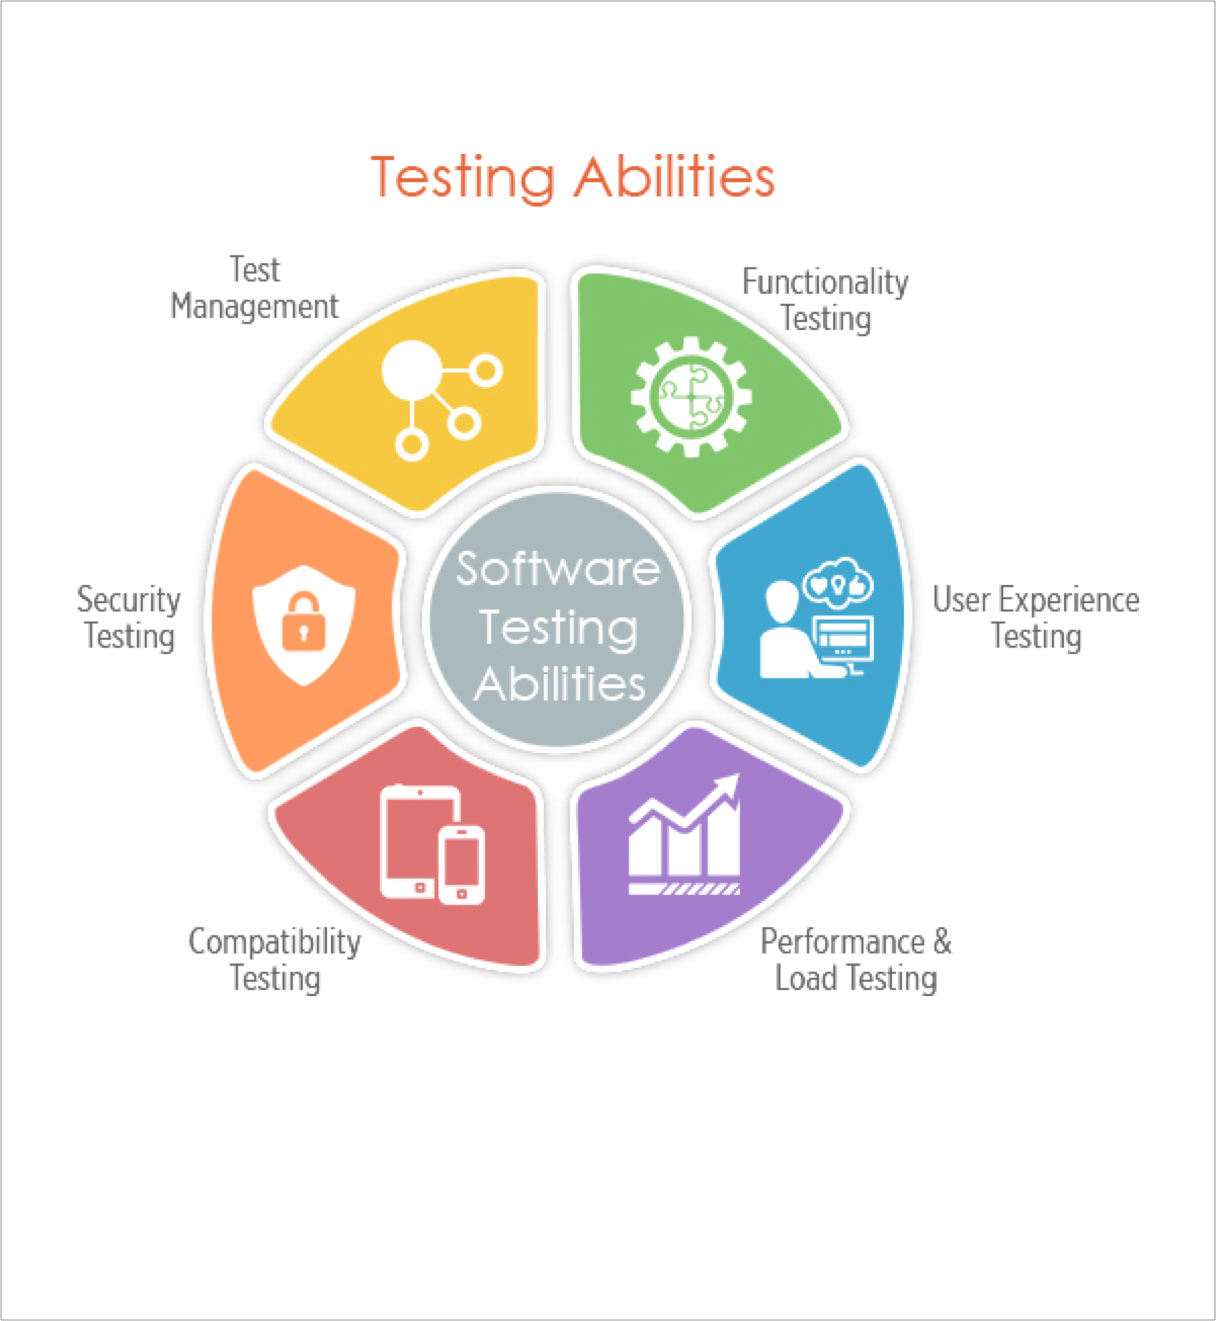 Testing Abilities
Test
Management
Functionality
Testing
Security
Testing
Software
Testing
Abilities
User Experience
Testing
Compatibility
Testing
Performance &
Load Testing